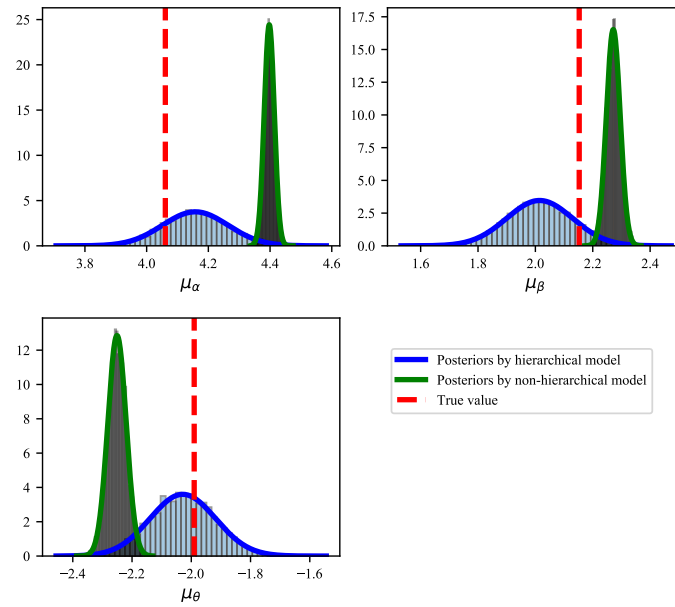 25
20
15
10
5
0
3.8 4.0 4.2 4.4 4.6
μα
17.5
15.0
12.5
10.0
7.5
5.0
2.5
0.0
1.6 1.8 2.0 2.2 2.4
μβ
12
10
8
6
4
2
0
−2.4 −2.2 −2.0 −1.8 −1.6
μθ
Posteriors by hierarchical model
Posteriors by non-hierarchical model
True value